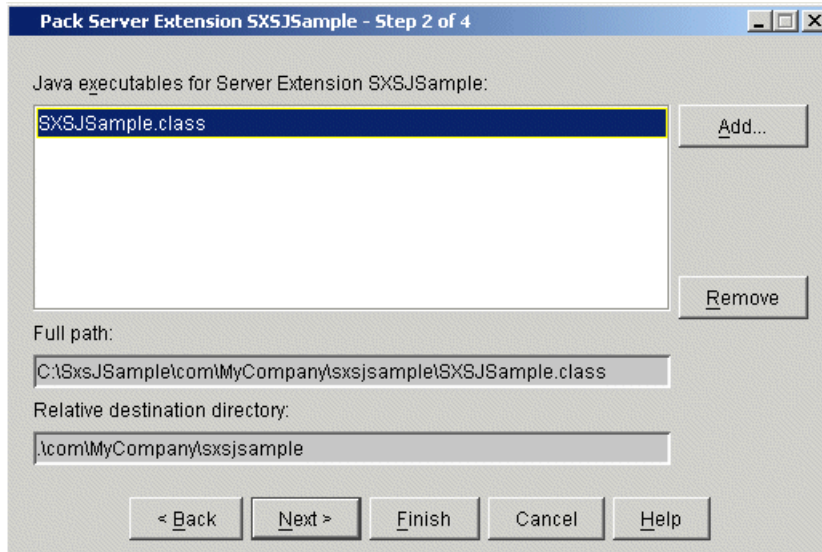 Pack Server Extension SXSJSample - Step 2 of 4
Java executables for Server Extension SXSJSample:
SXSJSample.class
Add...
Remove
Full path:
C:\SxsJSample\com\MyCompany\sxsjsample\SXSJSample.class
Relative destination directory:
.\com\MyCompany\sxsjsample
< Back Next > Finish Cancel Help